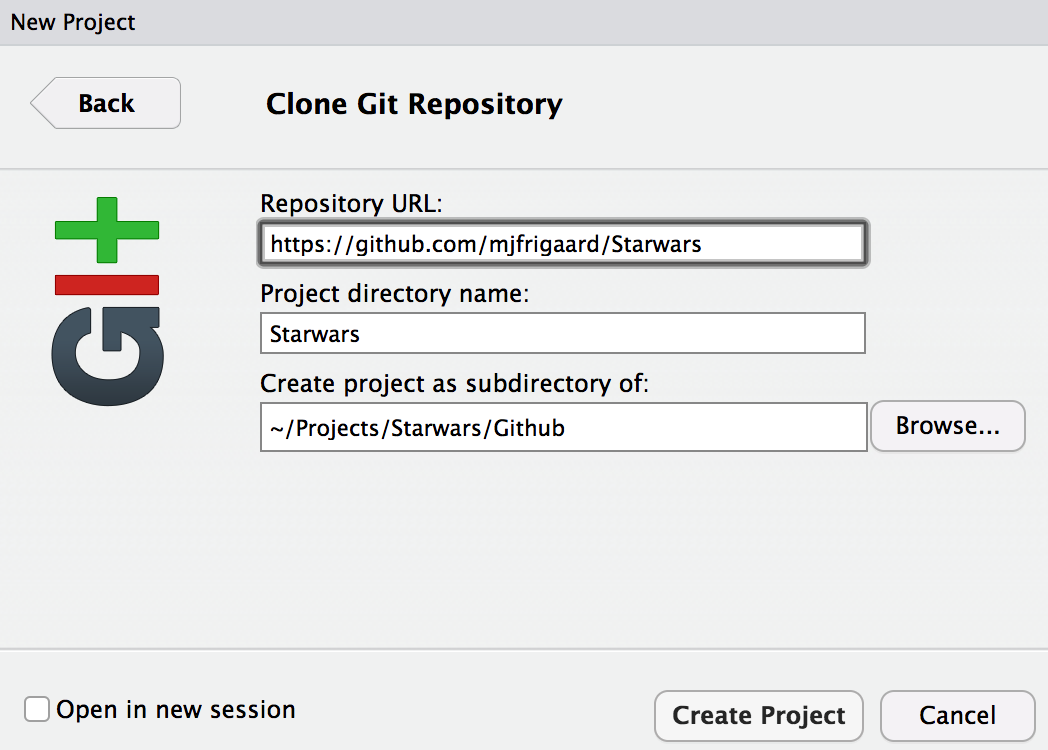 New Project
Back
Clone Git Repository
Repository URL:
https://github.com/mjfrigaard/Starwars
Project directory name:
Starwars
Create project as subdirectory of:
~/Projects/Starwars/Github
Browse...
GIT
Open in new session
Create Project
Cancel